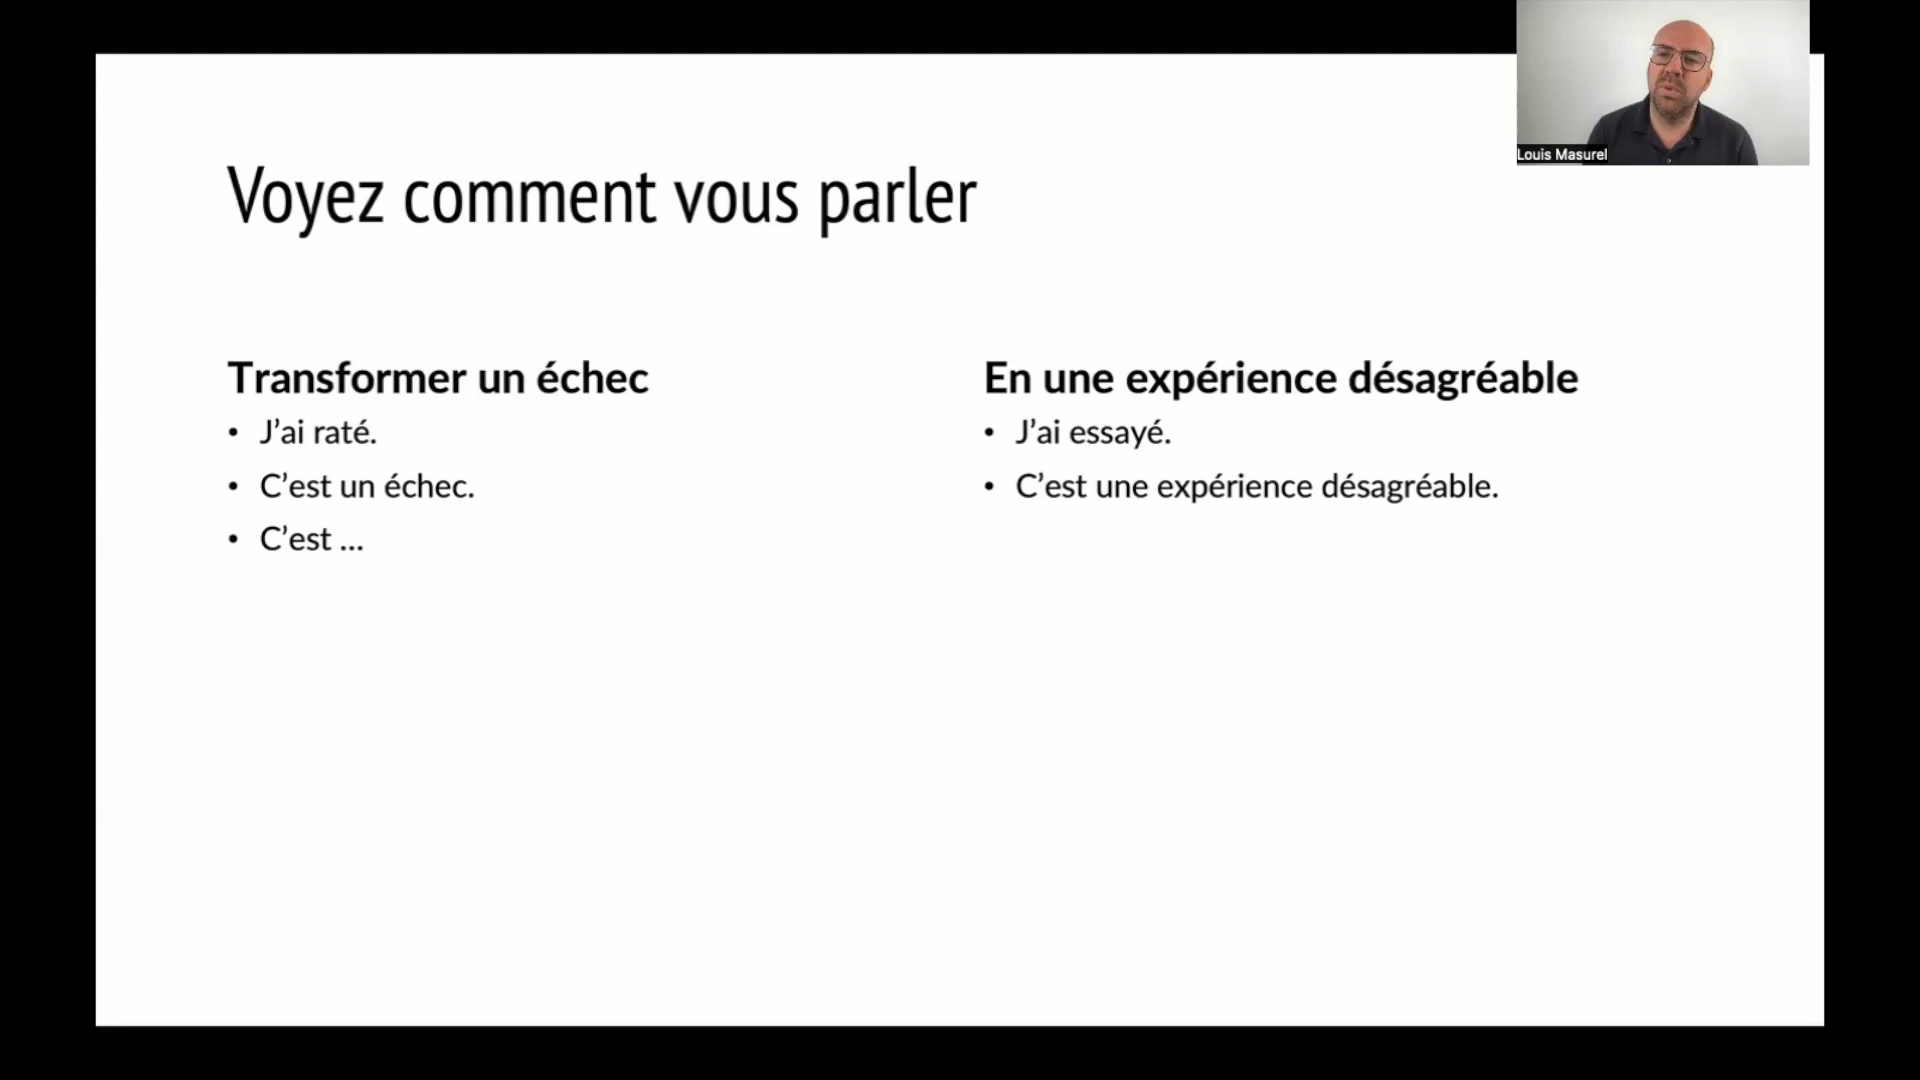 Louis Masurel
Voyez comment vous parler
Transformer un échec
• J’ai raté.
• C’est un échec.
• C’est ...
En une expérience désagréable
• J’ai essayé.
• C’est une expérience désagréable.